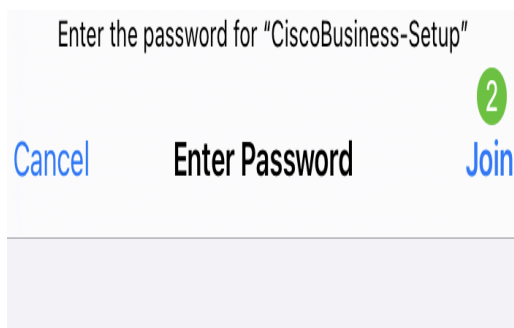 Enter the password for “CiscoBusiness-Setup”
2
Cancel Enter Password Join